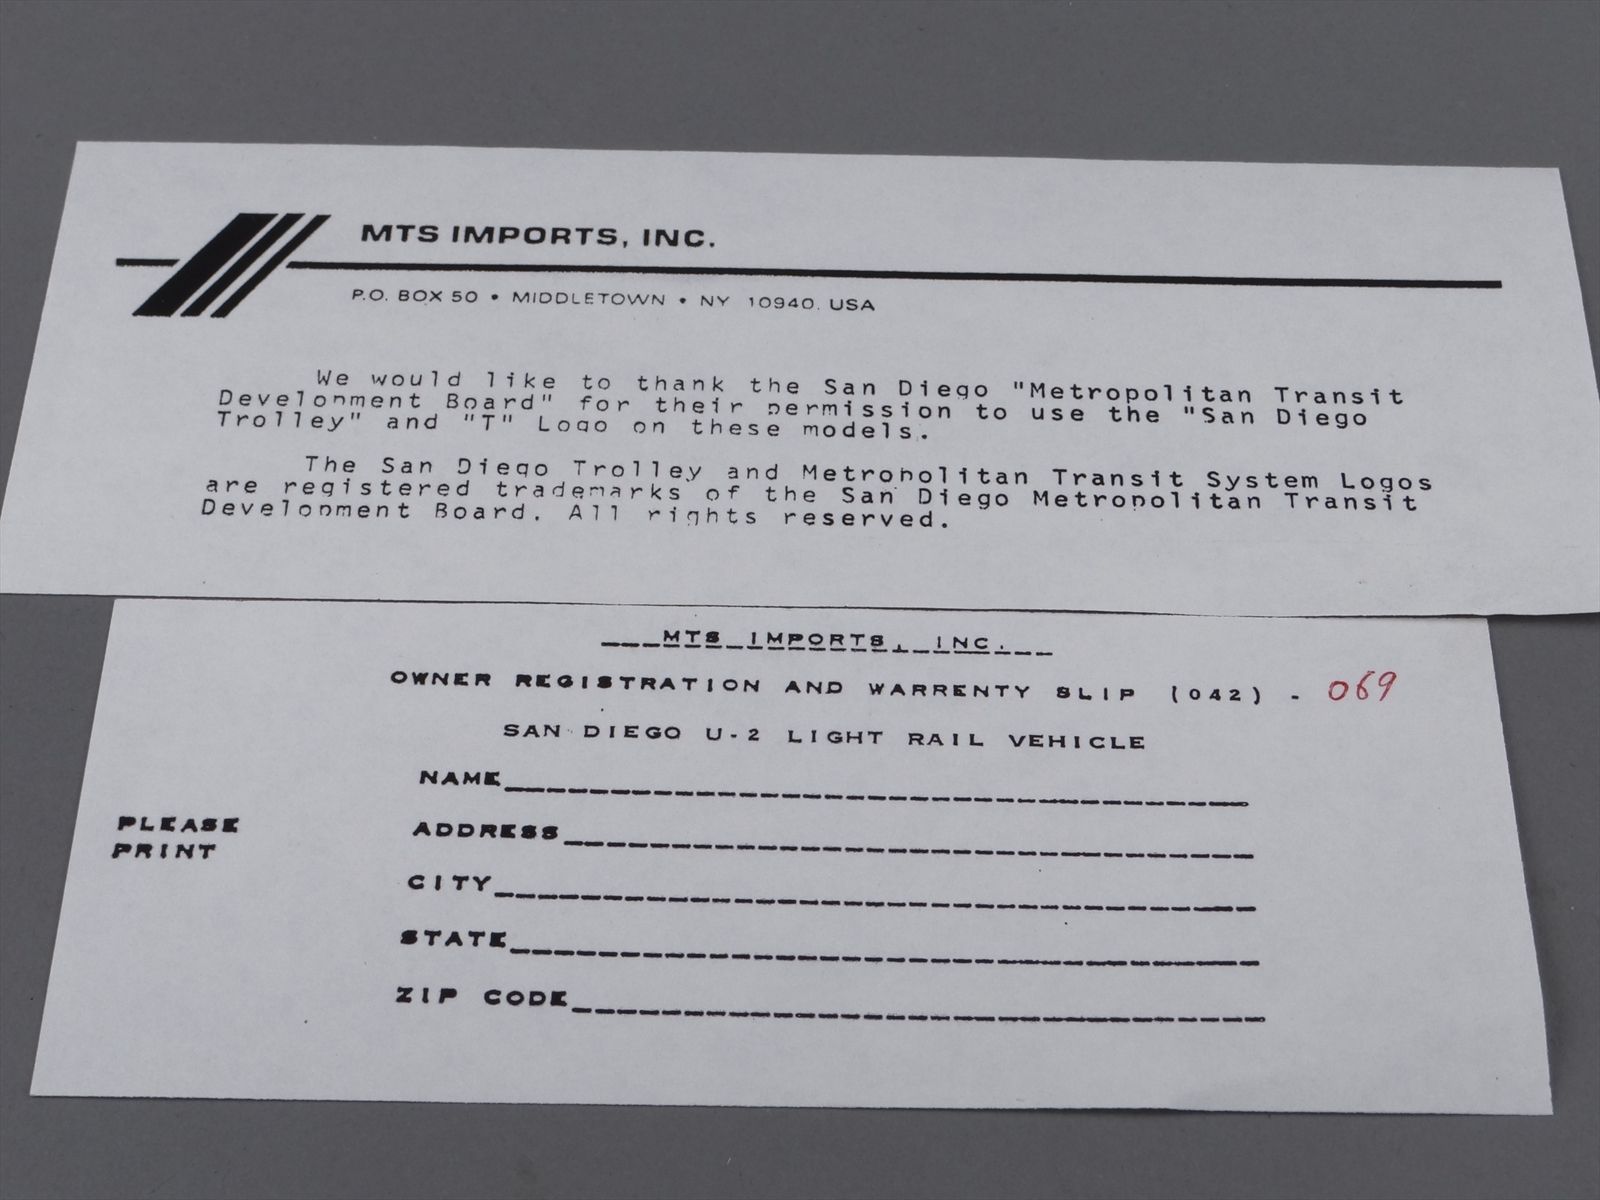 MTS IMPORTS, INC.
P.O. BOX 50 • MIDDLETOWN • NY 10940, USA
We would like to thank the San Diego "Metropolitan Transit
Development Board" for their permission to use the "San Diego
Trolley" and "T" Logo on these models.
The San Diego Trolley and Metropolitan Transit System Logos
are registered trademarks of the San Diego Metropolitan Transit
Development Board. All rights reserved.
MTS IMPORTS, INC.
OWNER REGISTRATION AND WARRENTY SLIP (042) - 069
SAN DIEGO U-2 LIGHT RAIL VEHICLE
NAME
PLEASE
PRINT
ADDRESS
CITY
STATE
ZIP CODE